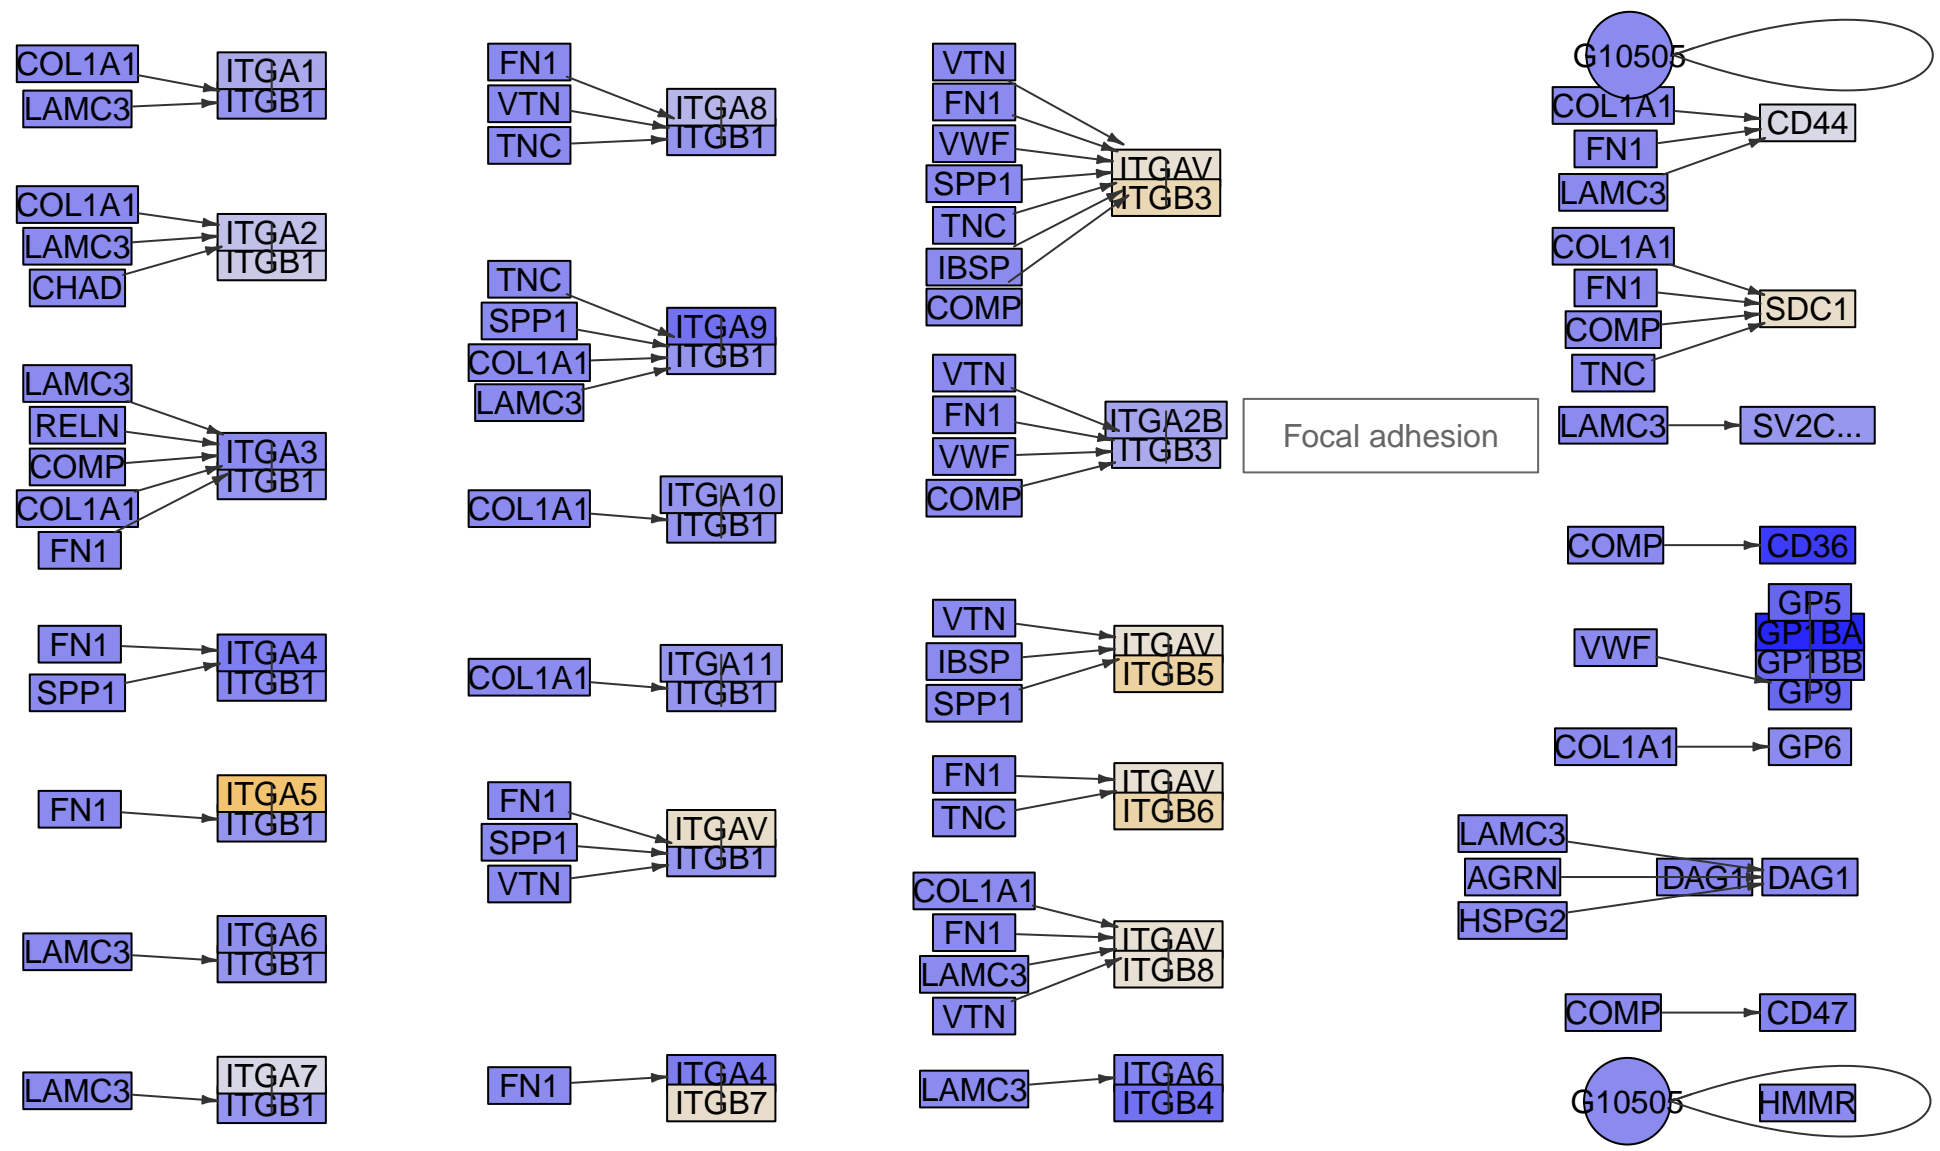 COL1A1
LAMC3
ITGA1
ITGB1
COL1A1
LAMC3
CHAD
ITGA2
ITGB1
LAMC3
RELN
COMP
COL1A1
FN1
ITGA3
ITGB1
FN1
SPP1
ITGA4
ITGB1
FN1
ITGA5
ITGB1
LAMC3
ITGA6
ITGB1
LAMC3
ITGA7
ITGB1
FN1
VTN
TNC
ITGA8
ITGB1
TNC
SPP1
COL1A1
LAMC3
ITGA9
ITGB1
COL1A1
ITGA10
ITGB1
COL1A1
ITGA11
ITGB1
FN1
SPP1
VTN
ITGAV
ITGB1
FN1
ITGA4
ITGB7
VTN
FN1
VWF
SPP1
TNC
IBSP
COMP
ITGAV
ITGB3
VTN
FN1
VWF
COMP
ITGA2B
ITGB3
Focal adhesion
VTN
IBSP
SPP1
ITGAV
ITGB5
FN1
TNC
ITGAV
ITGB6
COL1A1
FN1
LAMC3
VTN
ITGAV
ITGB8
LAMC3
ITGA6
ITGB4
G10505
COL1A1
FN1
LAMC3
CD44
COL1A1
FN1
COMP
TNC
SDC1
LAMC3
SV2C...
COMP
CD36
VWF
GP5
GP1BA
GP1BB
GP9
COL1A1
GP6
LAMC3
AGRN
HSPG2
DAG1
DAG1
COMP
CD47
G10505
HMMR